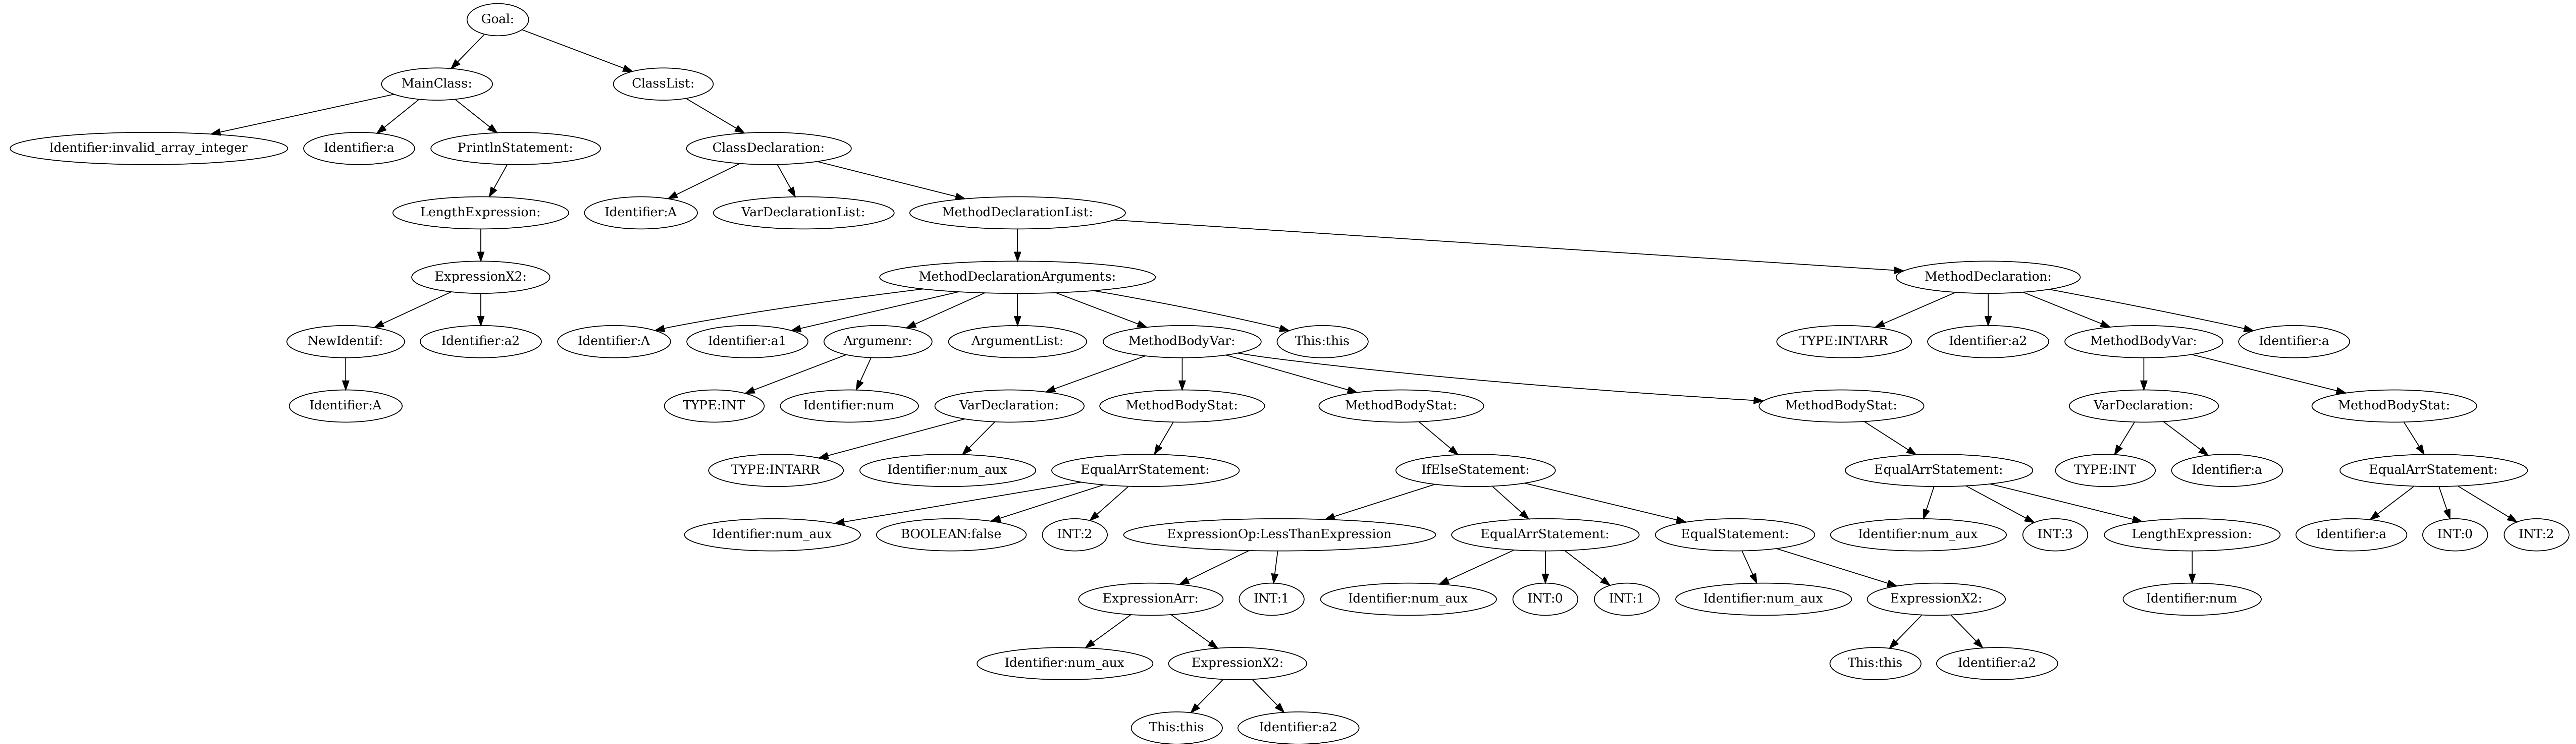 Goal:
MainClass:
ClassList:
Identifier:invalid_array_integer
Identifier:a
PrintlnStatement:
ClassDeclaration:
LengthExpression:
Identifier:A
VarDeclarationList:
MethodDeclarationList:
ExpressionX2:
MethodDeclarationArguments:
MethodDeclaration:
NewIdentif:
Identifier:a2
Identifier:A
Identifier:a1
Argumenr:
ArgumentList:
MethodBodyVar:
This:this
TYPE:INTARR
Identifier:a2
MethodBodyVar:
Identifier:a
Identifier:A
TYPE:INT
Identifier:num
VarDeclaration:
MethodBodyStat:
MethodBodyStat:
MethodBodyStat:
VarDeclaration:
MethodBodyStat:
TYPE:INTARR
Identifier:num_aux
EqualArrStatement:
IfElseStatement:
EqualArrStatement:
TYPE:INT
Identifier:a
EqualArrStatement:
Identifier:num_aux
BOOLEAN:false
INT:2
ExpressionOp:LessThanExpression
EqualArrStatement:
EqualStatement:
Identifier:num_aux
INT:3
LengthExpression:
Identifier:a
INT:0
INT:2
ExpressionArr:
INT:1
Identifier:num_aux
INT:0
INT:1
Identifier:num_aux
ExpressionX2:
Identifier:num
Identifier:num_aux
ExpressionX2:
This:this
Identifier:a2
This:this
Identifier:a2